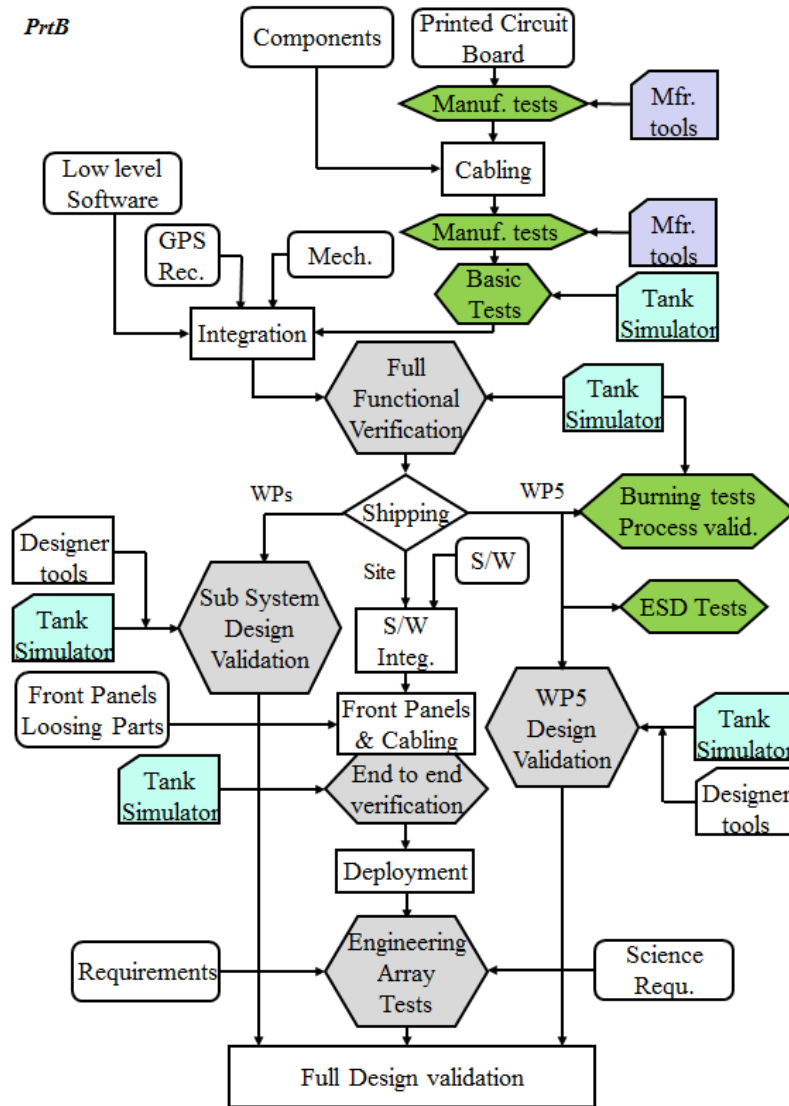 PrtB
Components
Printed Circuit
Board
Manuf. tests
Mfr.
tools
Low level
Software
Cabling
GPS
Rec.
Mech.
Manuf. tests
Mfr.
tools
Basic
Tests
Tank
Simulator
Integration
Full
Functional
Verification
Tank
Simulator
WPs
Shipping
WP5
Burning tests
Process valid.
Designer
tools
Site
S/W
Tank
Simulator
Sub System
Design
Validation
S/W
Integ.
ESD Tests
Front Panels
Loosing Parts
Front Panels
& Cabling
WP5
Design
Validation
Tank
Simulator
Tank
Simulator
End to end
verification
Designer
tools
Deployment
Requirements
Engineering
Array
Tests
Science
Requ.
Full Design validation